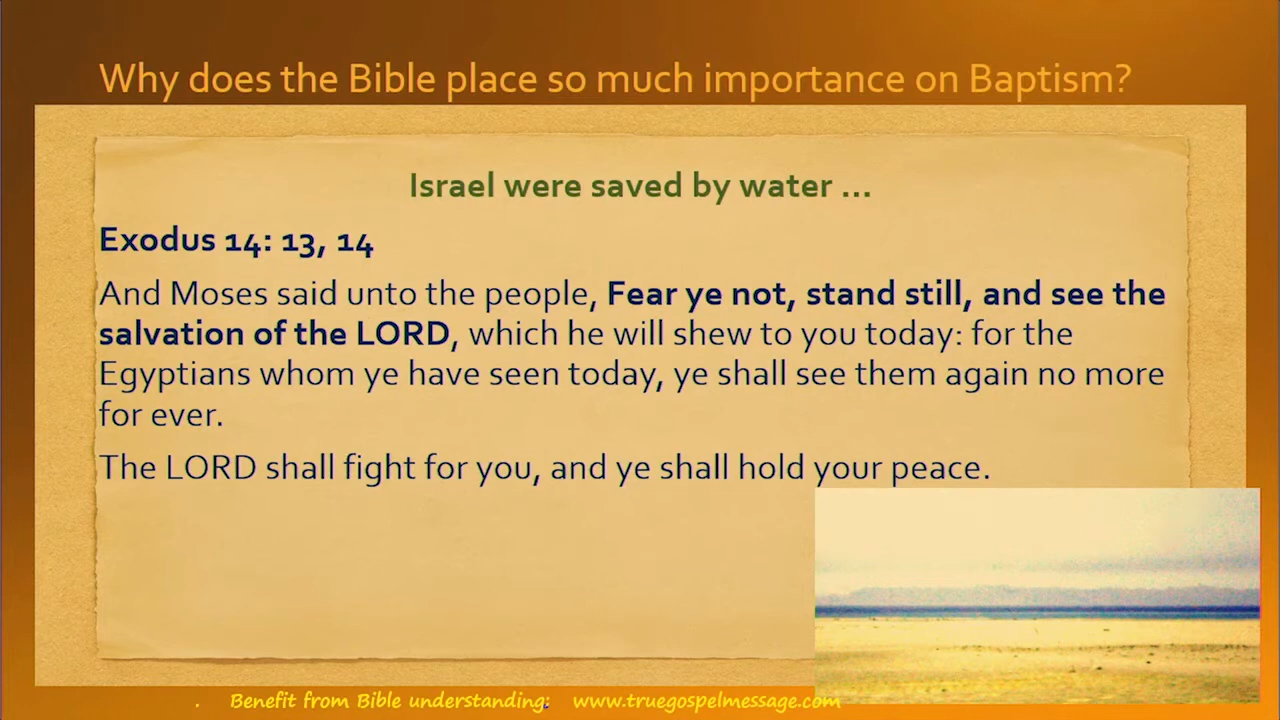 Why does the Bible place so much importance on Baptism?
Israel were saved by water ...
Exodus 14: 13, 14
And Moses said unto the people, Fear ye not, stand still, and see the
salvation of the LORD, which he will shew to you today: for the
Egyptians whom ye have seen today, ye shall see them again no more
for ever.
The LORD shall fight for you, and ye shall hold your peace.
. Benefit from Bible understanding: www.truegospelmessage.com